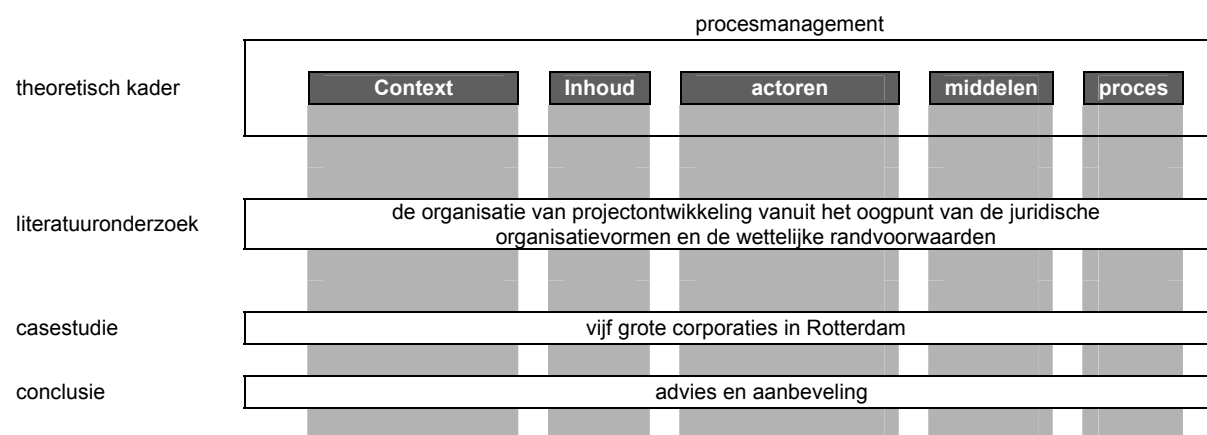 procesmanagement
theoretisch kader
Context
Inhoud
actoren
middelen
proces
literatuuronderzoek
de organisatie van projectontwikkeling vanuit het oogpunt van de juridische
organisatievormen en de wettelijke randvoorwaarden
casestudie
vijf grote corporaties in Rotterdam
conclusie
advies en aanbeveling